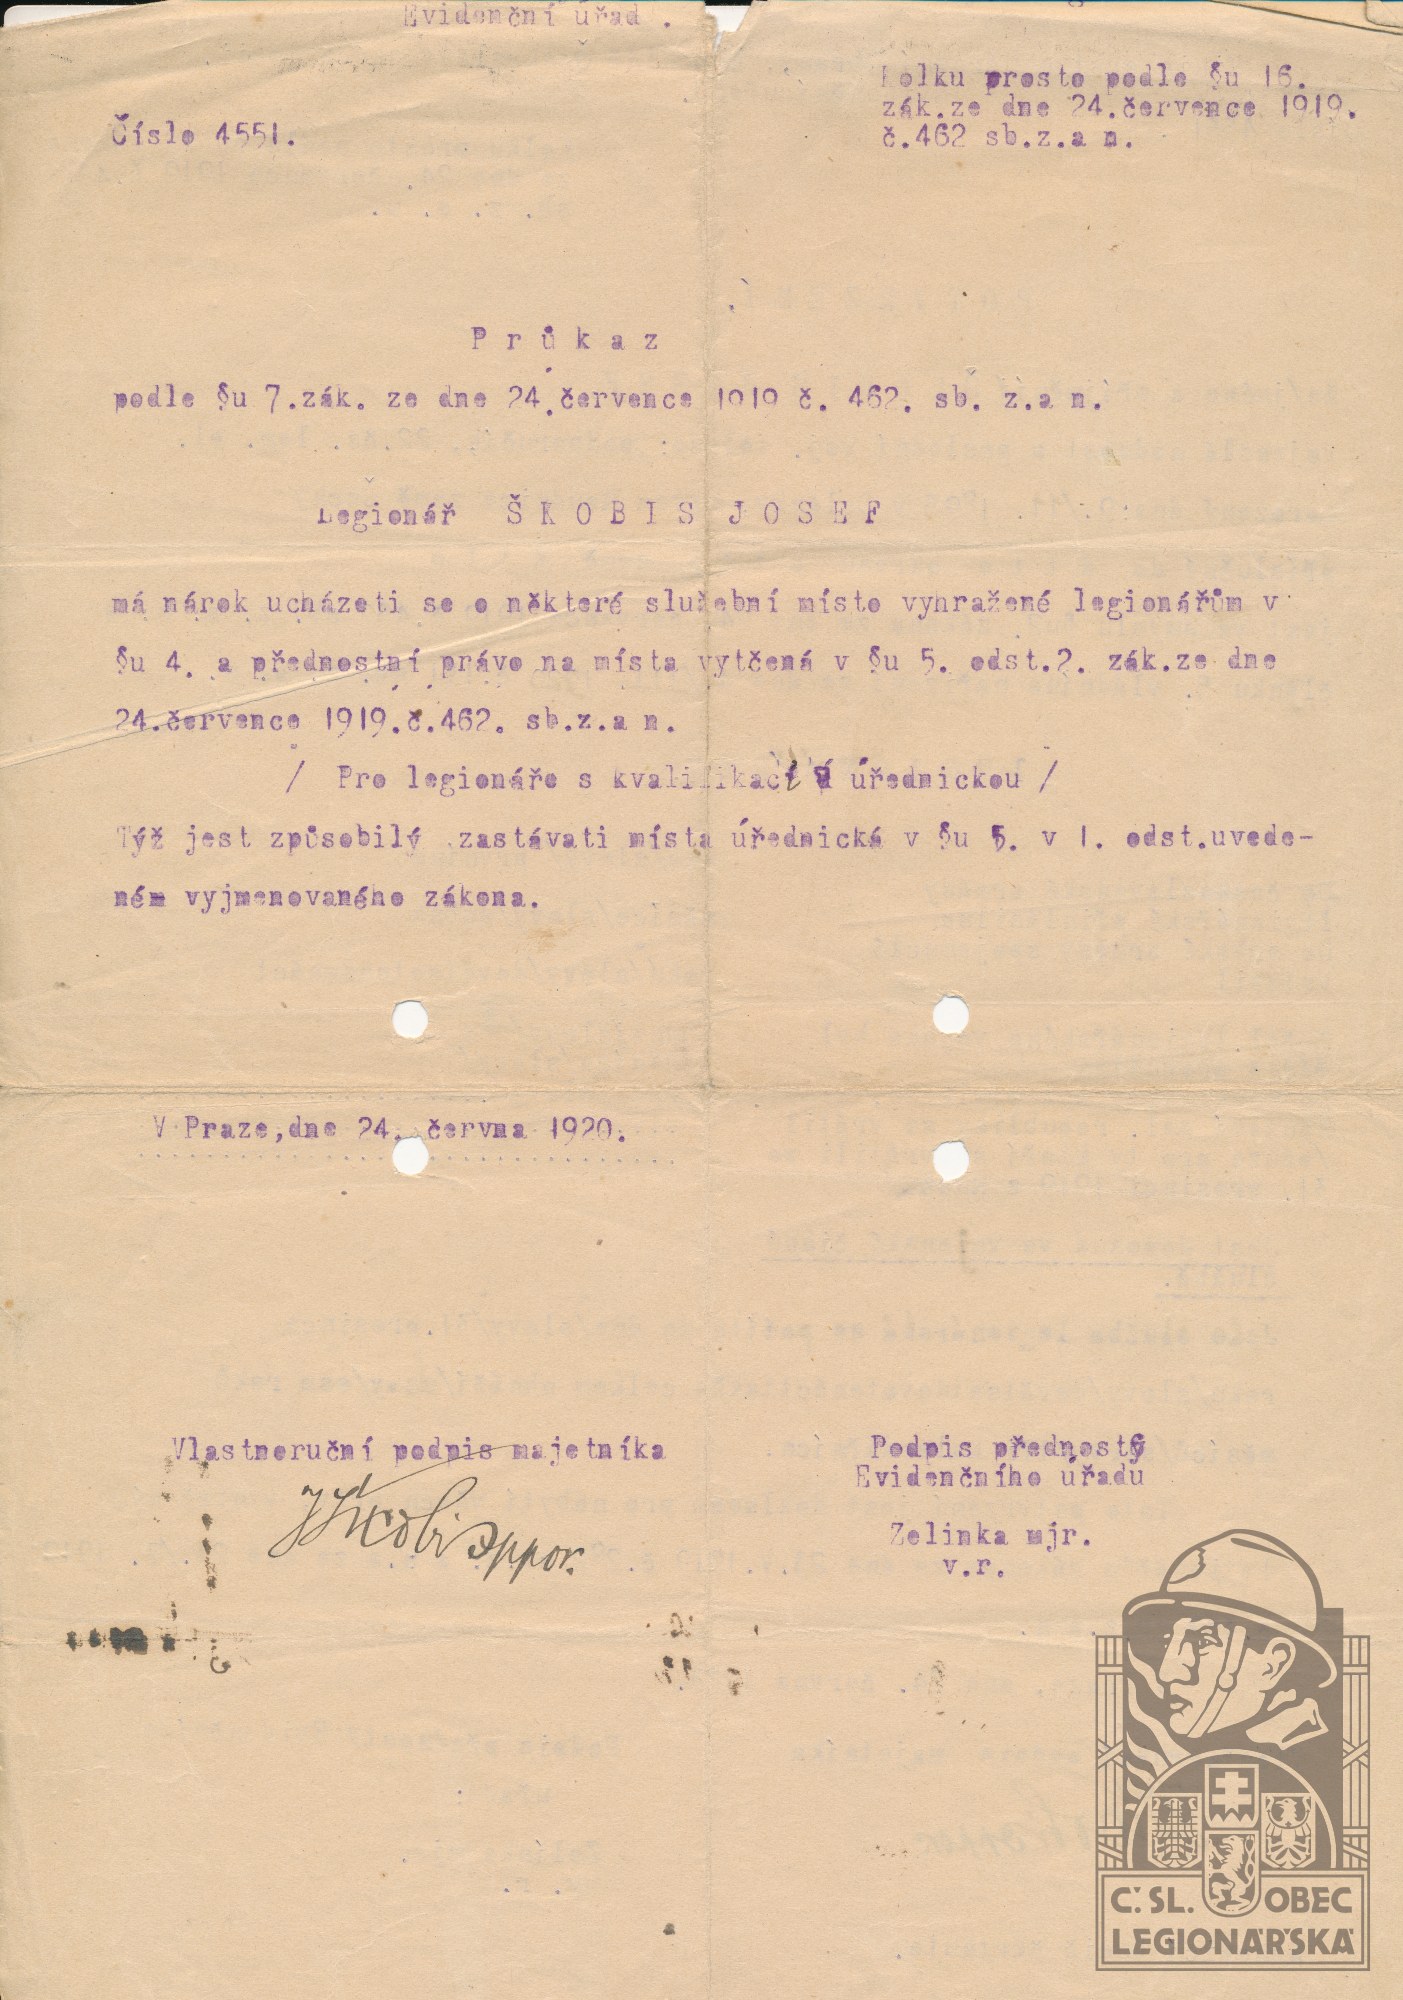 Evidenční úřad .
Kolku prosto podle §u 16.
zák.ze dne 24.července 1919.
č.462 sb.z.a n.
Číslo 4551.
Průkaz
podle §u 7.zák. ze dne 24.července 1919 č. 462. sb. z.a n.
Legionář ŠKOBIS JOSEF
má nárok ucházeti se o některé služební místo vyhražené legionářům v
§u 4. a přednostní právo na místa vytčená v §u 5. odst.2. zák.ze dne
24.července 1919.č.462. sb.z.a n.
/ Pro legionáře s kvalifikací úřednickou /
Týž jest způsobilý zastávati místa úřednická v §u 5. v 1. odst.uvede-
ném vyjmenovaného zákona.
V Praze,dne 24. června 1920.
Vlastnoruční podpis majetníka
Podpis přednosty
Evidenčního úřadu
Zelinka mjr.
v.r.
Č.SL. OBEC
LEGIONÁŘSKÁ